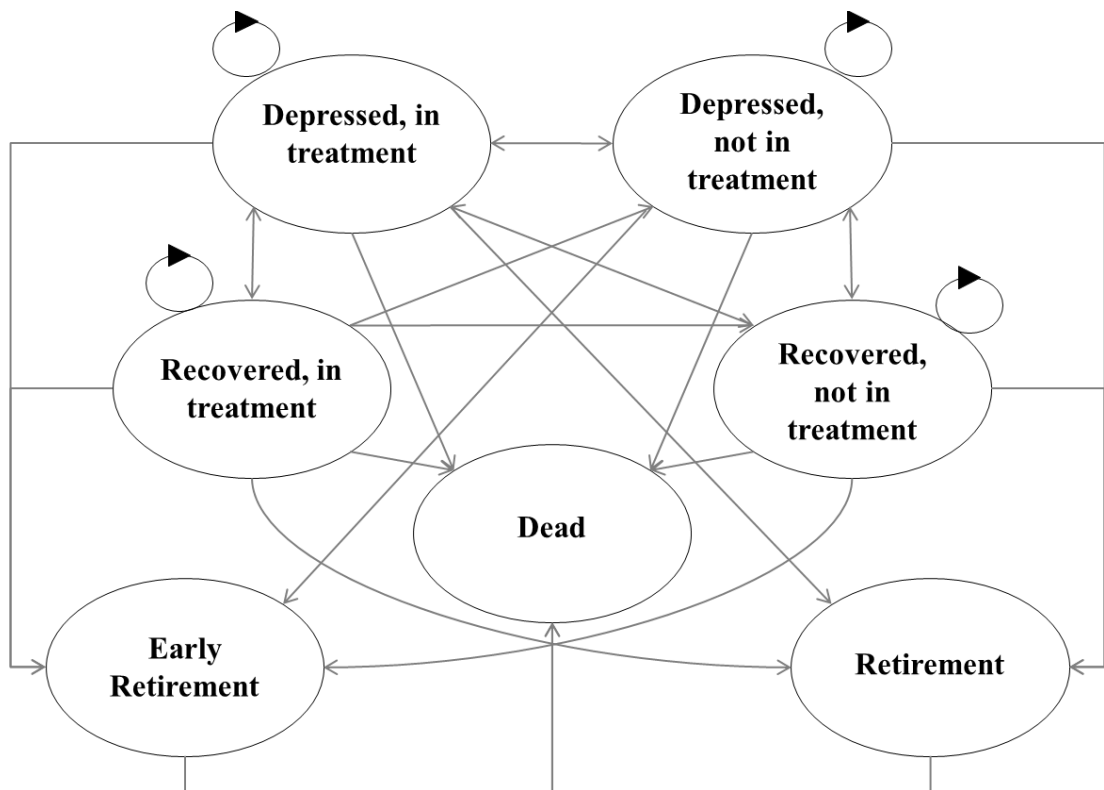 Depressed, in
treatment
Depressed,
not in
treatment
Recovered, in
treatment
Recovered,
not in
treatment
Dead
Early
Retirement
Retirement